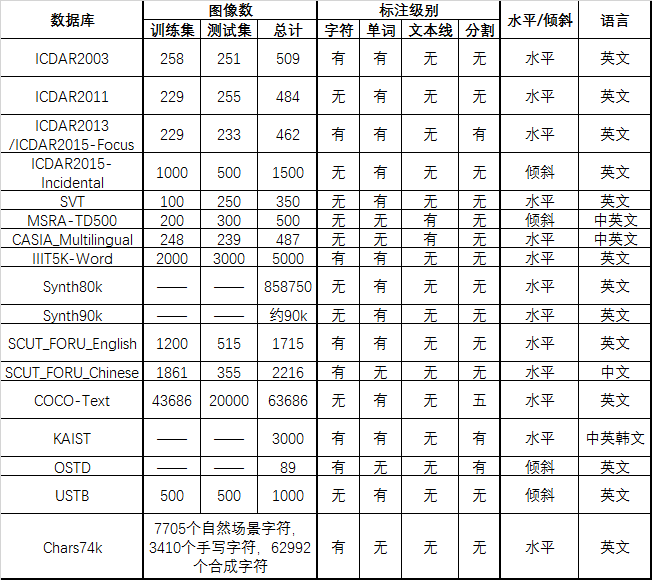 数据库 图像数 标注级别 水平/倾斜 语言
训练集 测试集 总计 字符 单词 文本线 分割
ICDAR2003 258 251 509 有 有 无 无 水平 英文
ICDAR2011 229 255 484 无 有 无 无 水平 英文
ICDAR2013
/ICDAR2015-Focus 229 233 462 有 有 无 有 水平 英文
ICDAR2015-
Incidental 1000 500 1500 无 有 无 无 倾斜 英文
SVT 100 250 350 无 有 无 无 水平 英文
MSRA-TD500 200 300 500 无 无 有 无 倾斜 中英文
CASIA_Multilingual 248 239 487 无 无 有 无 水平 中英文
IIIT5K-Word 2000 3000 5000 有 有 无 无 水平 英文
Synth80k —— —— 858750 无 有 无 无 水平 英文
Synth90k —— —— 约90k 无 有 无 无 水平 英文
SCUT_FORU_English 1200 515 1715 有 有 无 无 水平 英文
SCUT_FORU_Chinese 1861 355 2216 有 无 无 无 水平 中文
COCO-Text 43686 20000 63686 无 有 无 五 水平 英文
KAIST —— —— 3000 有 有 无 有 水平 中英韩文
OSTD —— —— 89 有 无 无 有 倾斜 英文
USTB 500 500 1000 无 有 无 无 倾斜 英文
Chars74k 7705个自然场景字符，
3410个手写字符，62992
个合成字符 有 无 无 无 水平 英文